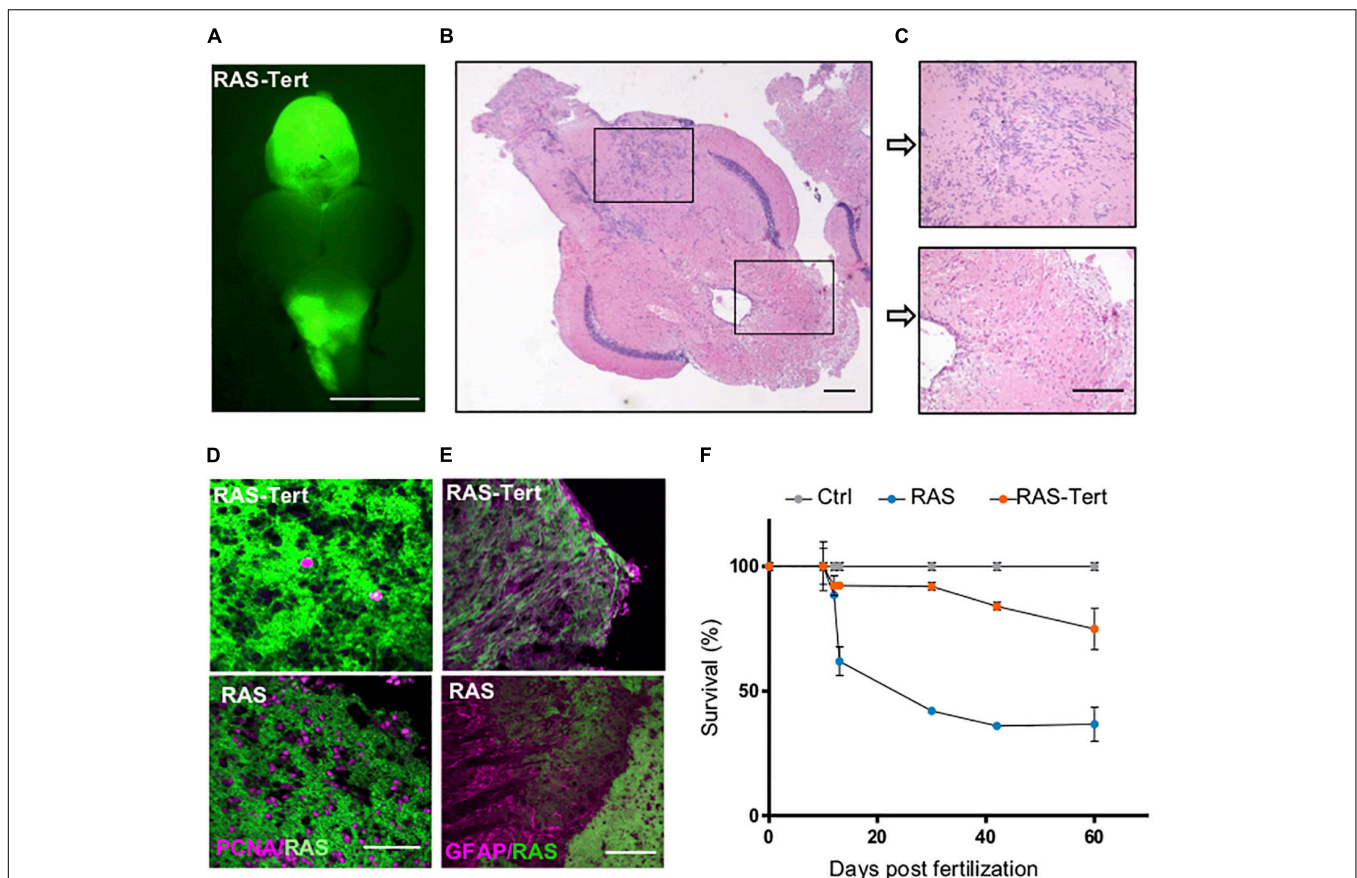 A B C
RAS-Tert
D E F
RAS-Tert RAS-Tert
Ctrl RAS RAS-Tert
100
RAS RAS
50
Survival (%)
PCNA/RAS GFAP/RAS
0
0 20 40 60
Days post fertilization